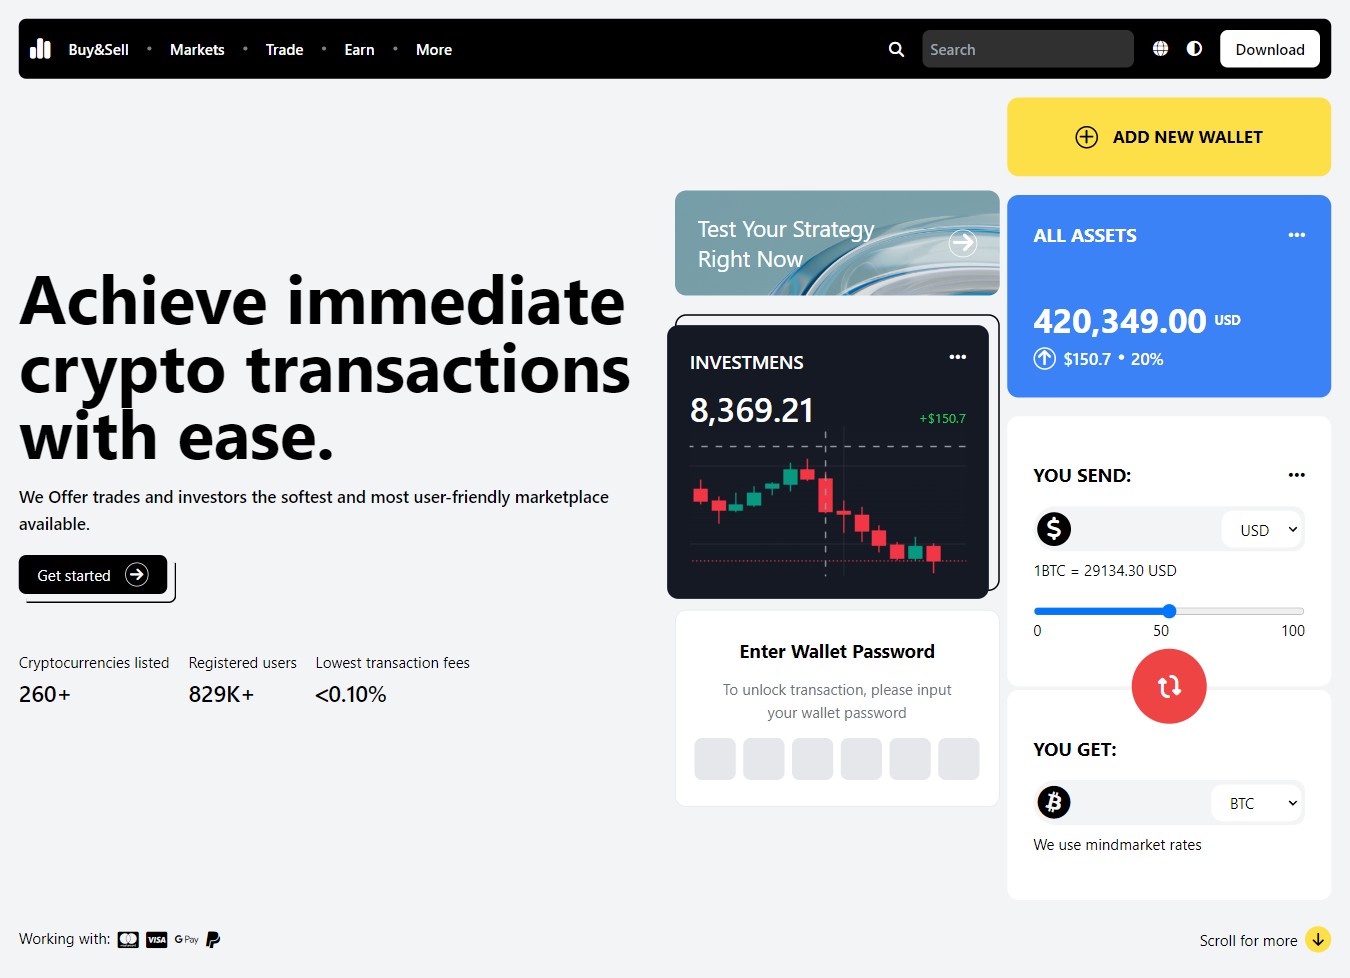 Buy&Sell • Markets • Trade • Earn • More
Search
Download
ADD NEW WALLET
Test Your Strategy
Right Now
ALL ASSETS
420,349.00 USD
$150.7 • 20%
Achieve immediate
crypto transactions
with ease.
We Offer trades and investors the softest and most user-friendly marketplace
available.
Get started
Cryptocurrencies listed
260+
Registered users
829K+
Lowest transaction fees
<0.10%
INVESTMENS
8,369.21
+$150.7
Enter Wallet Password
To unlock transaction, please input
your wallet password
YOU SEND:
USD
1BTC = 29134.30 USD
0 50 100
YOU GET:
BTC
We use mindmarket rates
Working with:
VISA
G Pay
Scroll for more